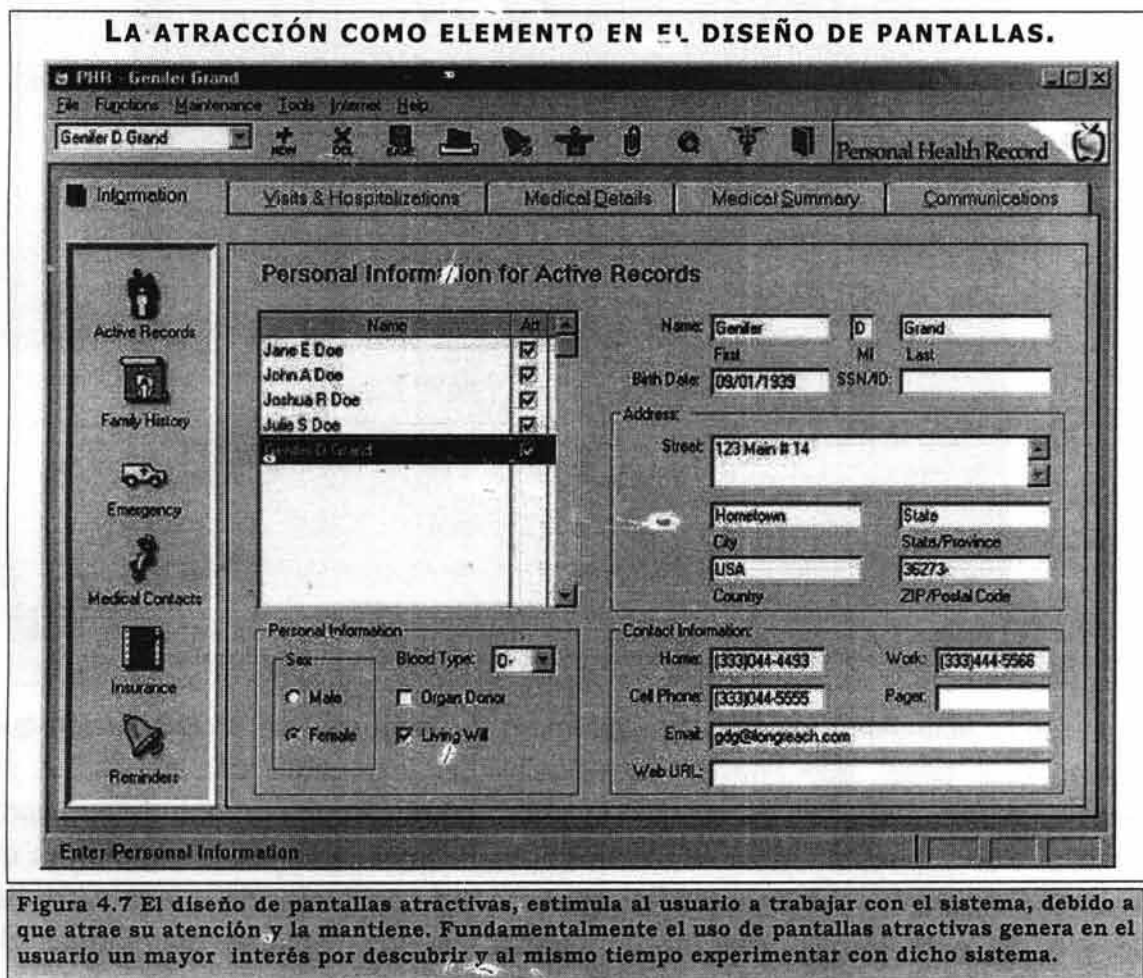 LA ATRACCIÓN COMO ELEMENTO EN EL DISEÑO DE PANTALLAS.
PHR - Genifer Grand
File Functions Maintenance Tools Internet Help
Genifer D Grand NEW DEL Personal Health Record
Information Visits & Hospitalizations Medical Details Medical Summary Communications
Personal Information for Active Records
Active Records
Family History
Emergency
Medical Contacts
Insurance
Reminders
Name
Jane E Doe
John A Doe
Joshua R Doe
Julie S Doe
Genifer D Grand
Name: Genifer D Grand
First MI Last
Birth Date: 09/01/1939 SSN/ID:
Address:
Street: 123 Main # 14
Hometown State
City State/Province
USA 36273-
Country ZIP/Postal Code
Personal Information
Sex Blood Type:
Male Organ Donor
Female Living Will
Contact Information:
Home: (333)044-4493 Work: (333)444-5566
Cell Phone: (333)044-5555 Pager:
Email: gdg@longreach.com
Web URL:
Enter Personal Information
Figura 4.7 El diseño de pantallas atractivas, estimula al usuario a trabajar con el sistema, debido a
que atrae su atención y la mantiene. Fundamentalmente el uso de pantallas atractivas genera en el
usuario un mayor interés por descubrir y al mismo tiempo experimentar con dicho sistema.